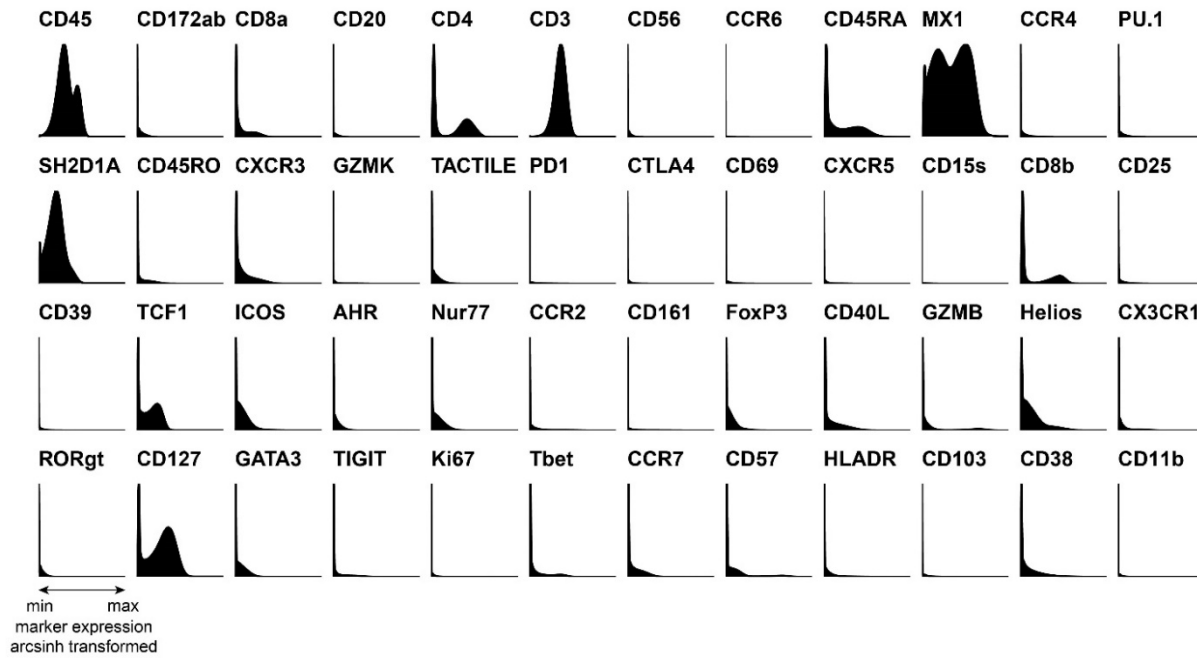 CD45 CD172ab CD8a CD20 CD4 CD3 CD56 CCR6 CD45RA MX1 CCR4 PU.1
SH2D1A CD45RO CXCR3 GZMK TACTILE PD1 CTLA4 CD69 CXCR5 CD15s CD8b CD25
CD39 TCF1 ICOS AHR Nur77 CCR2 CD161 FoxP3 CD40L GZMB Helios CX3CR1
RORgt CD127 GATA3 TIGIT Ki67 Tbet CCR7 CD57 HLADR CD103 CD38 CD11b
min max
marker expression
arcsinh transformed